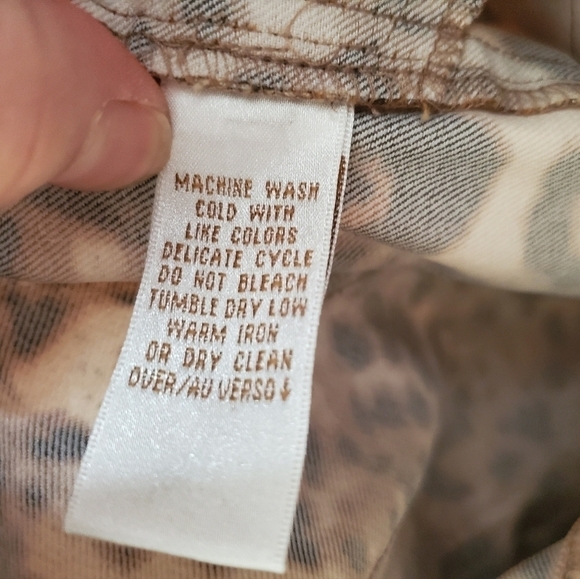 MACHINE WASH
COLD WITH
LIKE COLORS
DELICATE CYCLE
DO NOT BLEACH
TUMBLE DRY LOW
WARM IRON
OR DRY CLEAN
OVER/AU VERSO↓